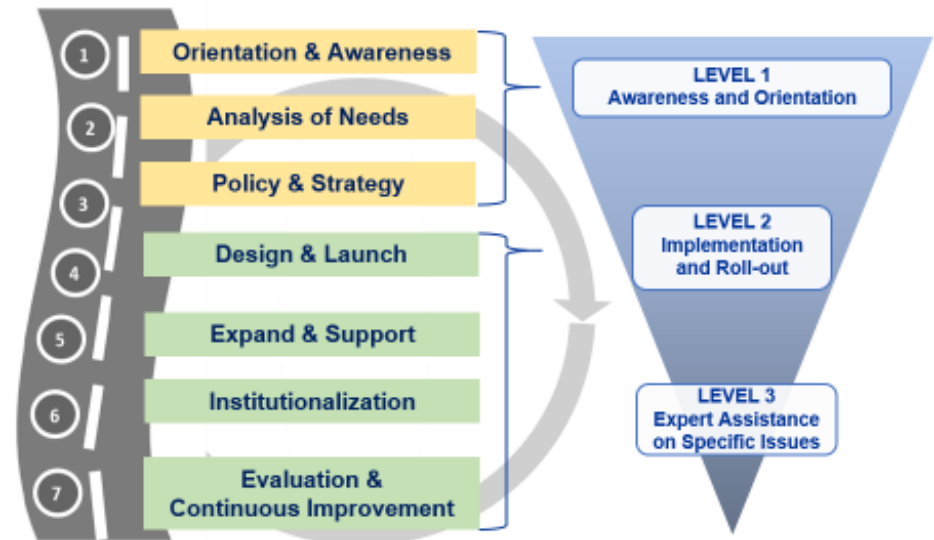 1
Orientation & Awareness
2
Analysis of Needs
3
Policy & Strategy
4
Design & Launch
5
Expand & Support
6
Institutionalization
7
Evaluation &
Continuous Improvement
LEVEL 1
Awareness and Orientation
LEVEL 2
Implementation
and Roll-out
LEVEL 3
Expert Assistance
on Specific Issues